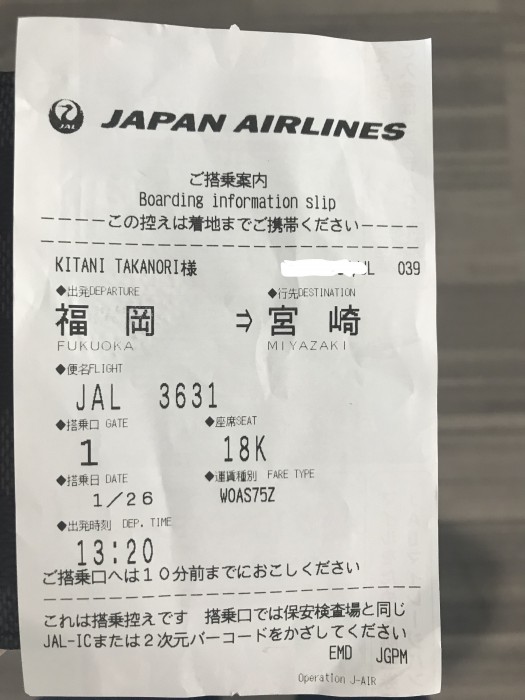 JAL JAPAN AIRLINES
ご搭乗案内
Boarding information slip
----この控えは着地までご携帯ください----
KITANI TAKANORI様 039
◆出発DEPARTURE ◆行先DESTINATION
福岡 ⇒ 宮崎
FUKUOKA MIYAZAKI
◆便名FLIGHT
JAL 3631
◆搭乗口 GATE ◆座席SEAT
1 18K
◆搭乗日 DATE ◆運賃種別 FARE TYPE
1/26 WOAS75Z
◆出発時刻 DEP. TIME
13:20
ご搭乗口へは10分前までにおこしください
これは搭乗控えです 搭乗口では保安検査場と同じ
JAL-ICまたは2次元バーコードをかざしてください
EMD JGPM
Operation J-AIR